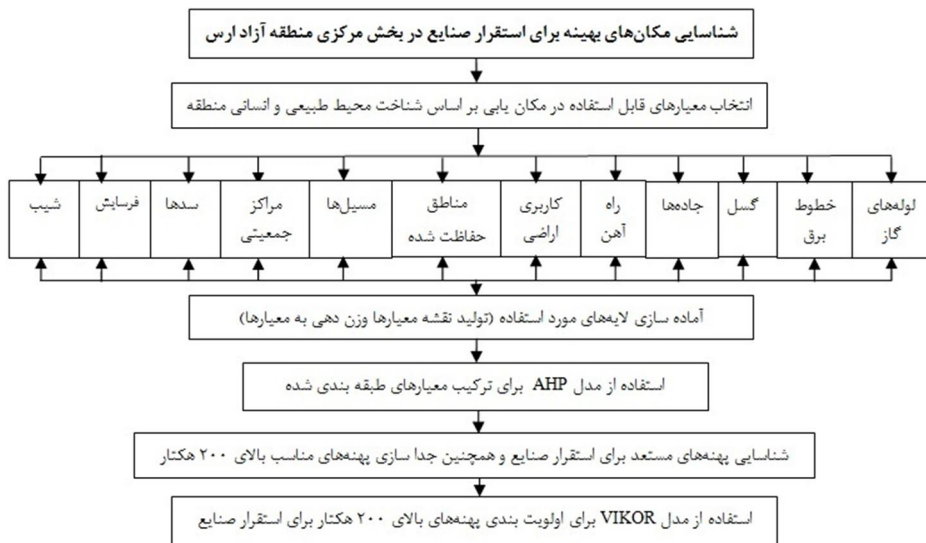 شناسایی مکان‌های بهینه برای استقرار صنایع در بخش مرکزی منطقه آزاد ارس
انتخاب معیارهای قابل استفاده در مکان یابی بر اساس شناخت محیط طبیعی و انسانی منطقه
لوله‌های
گاز
خطوط
برق
گسل
جاده‌ها
راه
آهن
کاربری
اراضی
مناطق
حفاظت شده
مسیل‌ها
مراکز
جمعیتی
سدها
فرسایش
شیب
آماده سازی لایه‌های مورد استفاده (تولید نقشه معیارها وزن دهی به معیارها)
استفاده از مدل AHP برای ترکیب معیارهای طبقه بندی شده
شناسایی پهنه‌های مستعد برای استقرار صنایع و همچنین جدا سازی پهنه‌های مناسب بالای ۲۰۰ هکتار
استفاده از مدل VIKOR برای اولویت بندی پهنه‌های بالای ۲۰۰ هکتار برای استقرار صنایع